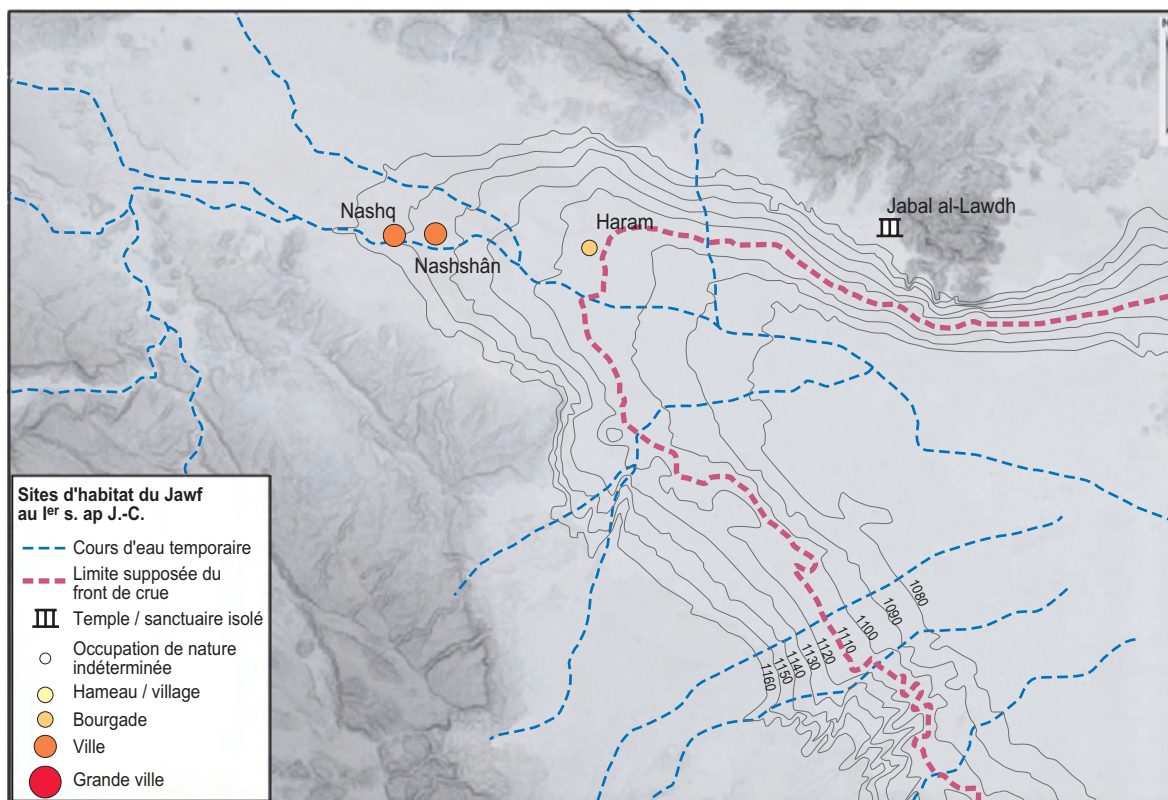 Jabal al-Lawdh
Nashq
Haram
Nashshân
Sites d'habitat du Jawf
au Ier s. ap J.-C.
Cours d'eau temporaire
Limite supposée du
front de crue
Temple / sanctuaire isolé
Occupation de nature
indéterminée
Hameau / village
Bourgade
Ville
Grande ville
1160
1150
1140
1130
1120
1110
1100
1090
1080